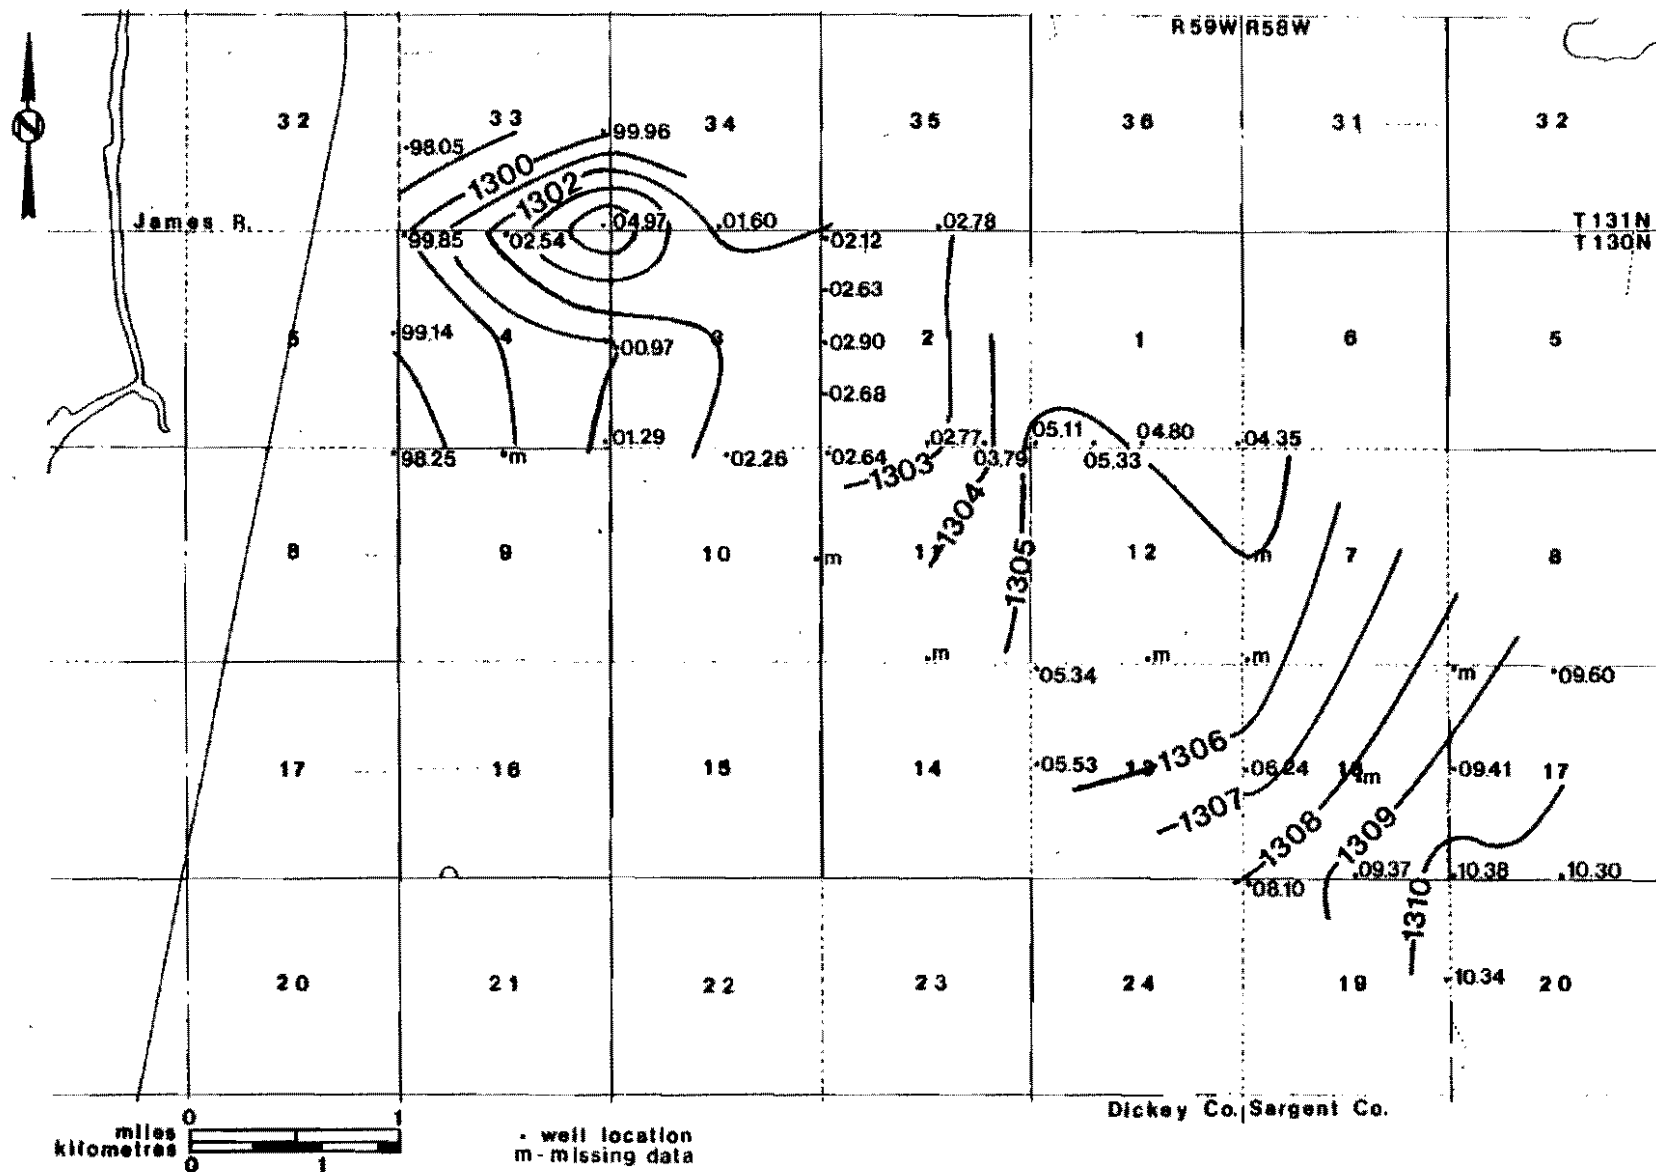 R59W R58W
N
32 33 34 35 36 31 32
98.05
99.96
1300
1302
James R.
99.85
02.54
04.97
01.60
02.12
02.78
T131N
T130N
02.63
5 99.14 4 00.97 3 02.90 2 1 6 5
02.68
98.25
m
01.29
02.26
02.64
02.77
03.79
05.11
05.33
04.80
04.35
1303
1304
1305
8 9 10 m 11 12 m 7 8
m
05.34
m
m
m
09.60
1306
17 16 15 14 05.53 13 06.24 18 m 09.41 17
1307
1308
1309
08.10
09.37
10.38
10.30
1310
20 21 22 23 24 19 10.34 20
Dickey Co. Sargent Co.
0 1
miles
kilometres
0 1
· well location
m - missing data